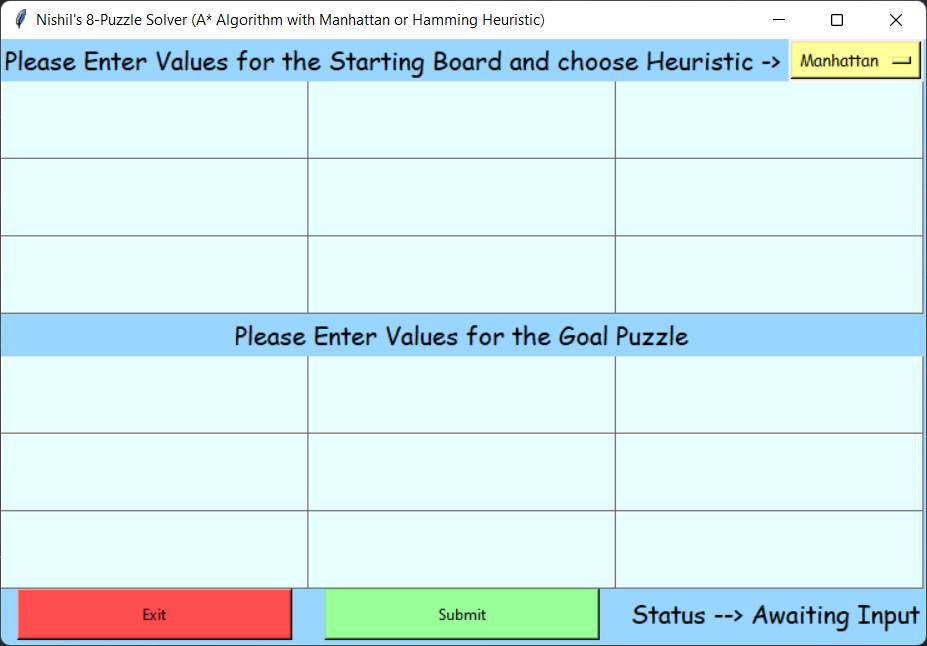 Nishil's 8-Puzzle Solver (A* Algorithm with Manhattan or Hamming Heuristic)
Please Enter Values for the Starting Board and choose Heuristic -> Manhattan
Please Enter Values for the Goal Puzzle
Exit Submit Status --> Awaiting Input